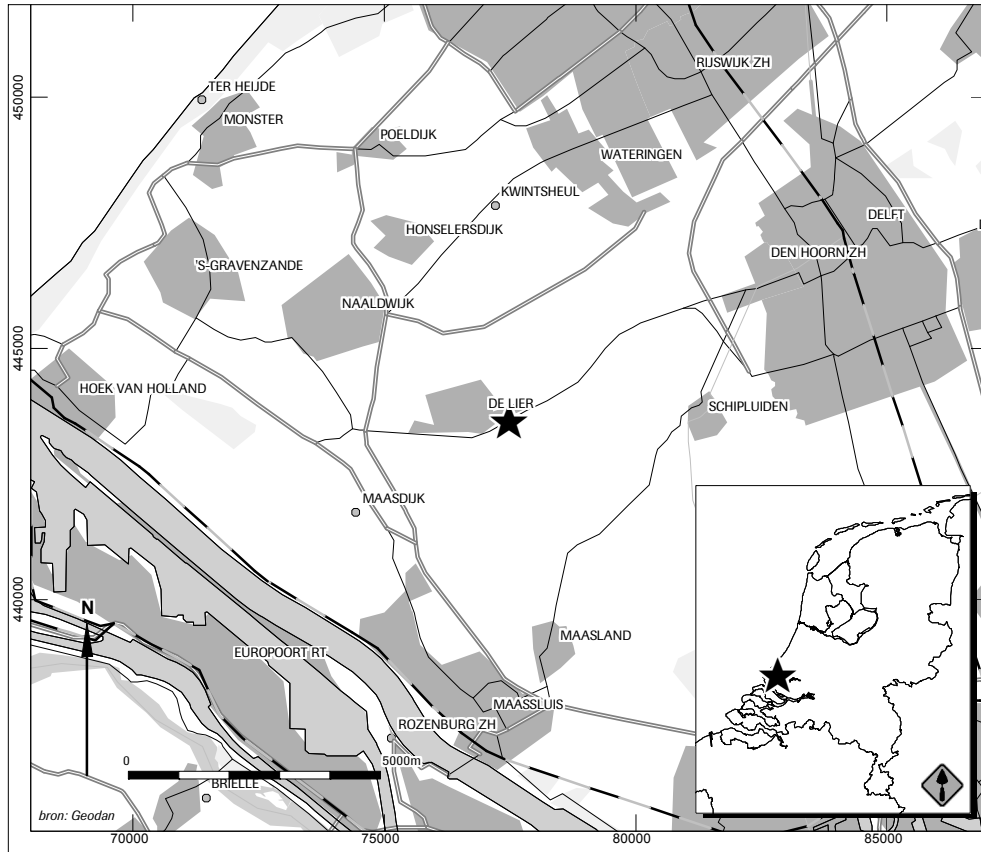 RIJSWIJK ZH
TER HEIJDE
450000
MONSTER
POELDIJK
WATERINGEN
KWINTSHEUL
DELFT
HONSELERSDIJK
DEN HOORN ZH
'S-GRAVENZANDE
NAALDWIJK
445000
HOEK VAN HOLLAND
DE LIER
SCHIPLUIDEN
MAASDIJK
440000
N
MAASLAND
EUROPOORT RT
MAASSLUIS
ROZENBURG ZH
0
5000m
BRIELLE
bron: Geodan
70000
75000
80000
85000